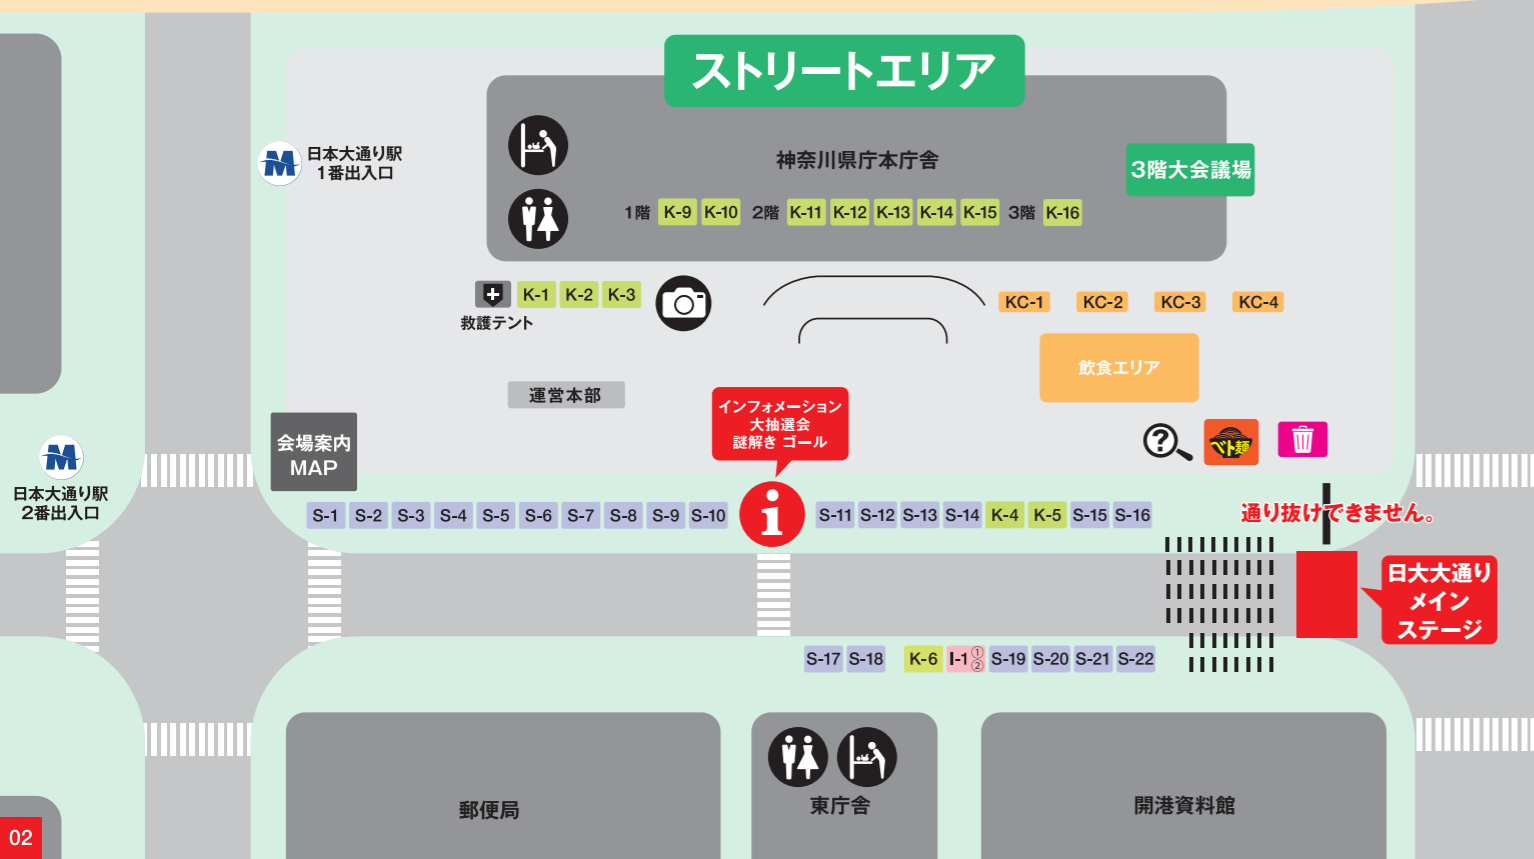 ストリートエリア
日本大通り駅
1番出入口
神奈川県庁本庁舎
3階大会議場
1階 K-9 K-10 2階 K-11 K-12 K-13 K-14 K-15 3階 K-16
K-1 K-2 K-3
救護テント
KC-1 KC-2 KC-3 KC-4
飲食エリア
運営本部
インフォメーション
大抽選会
謎解き ゴール
ベト麺
会場案内
MAP
M
日本大通り駅
2番出入口
S-1 S-2 S-3 S-4 S-5 S-6 S-7 S-8 S-9 S-10
i
S-11 S-12 S-13 S-14 K-4 K-5 S-15 S-16
通り抜けできません。
日大大通り
メイン
ステージ
S-17 S-18 K-6 I-1①② S-19 S-20 S-21 S-22
郵便局
東庁舎
開港資料館
02